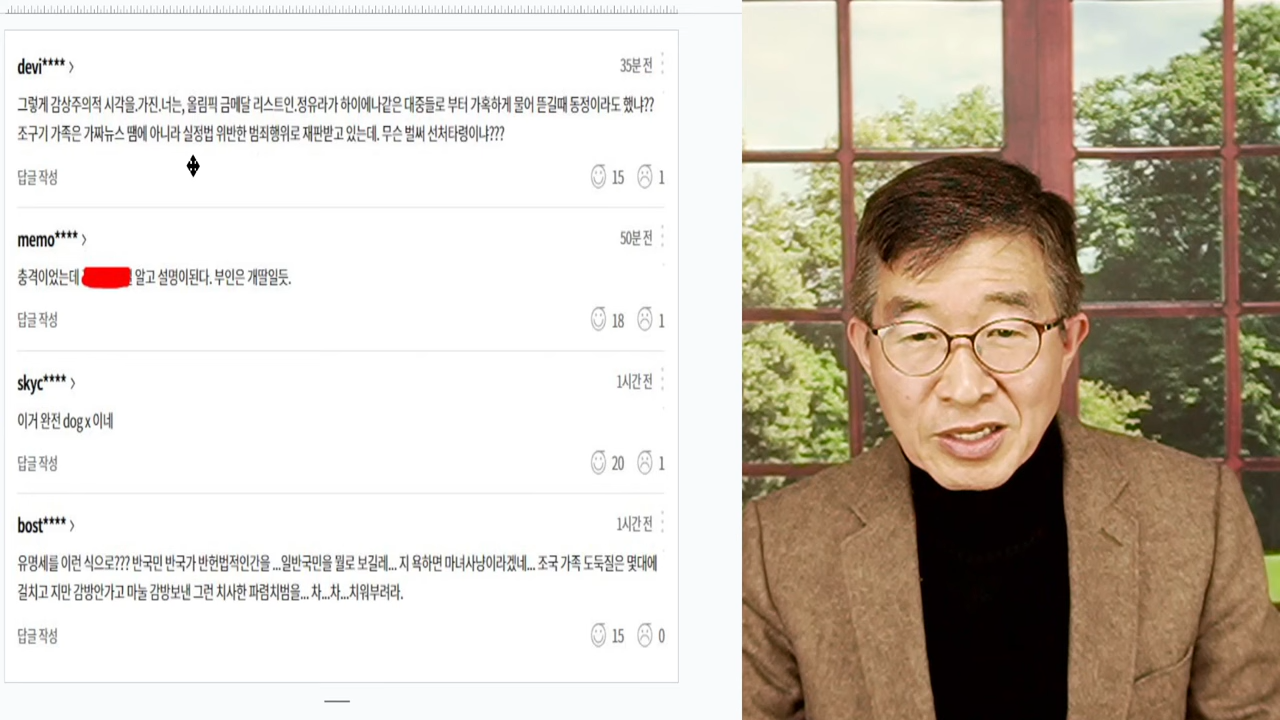 devi**** >
35분 전
그렇게 감상주의적 시각을.가진.너는, 올림픽 금메달 리스트인.정유라가 하이에나같은 대중들로 부터 가혹하게 물어 뜯길때 동정이라도 했냐??
조구기 가족은 가짜뉴스 땜에 아니라 실정법 위반한 범죄행위로 재판받고 있는데. 무슨 벌써 선처타령이냐???
답글 작성
15 1
memo**** >
50분 전
충격이었는데 알고 설명이된다. 부인은 개딸일듯.
답글 작성
18 1
skyc**** >
1시간 전
이거 완전 dog x 이네
답글 작성
20 1
bost**** >
1시간 전
유명세를 이런 식으로??? 반국민 반국가 반헌법적인간을 ...일반국민을 뭘로 보길레... 지 욕하면 마녀사냥이라겠네... 조국 가족 도둑질은 몇대에
걸치고 지만 감방안가고 마눌 감방보낸 그런 치사한 파렴치범을... 차...차...치워부려라.
답글 작성
15 0